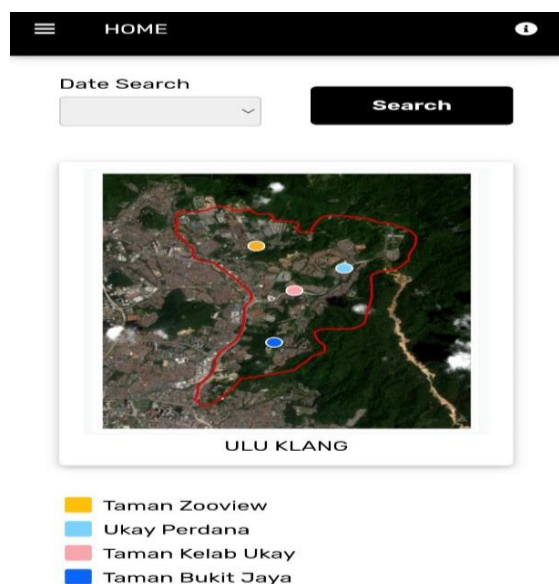 HOME
Date Search
Search
ULU KLANG
Taman Zooview
Ukay Perdana
Taman Kelab Ukay
Taman Bukit Jaya